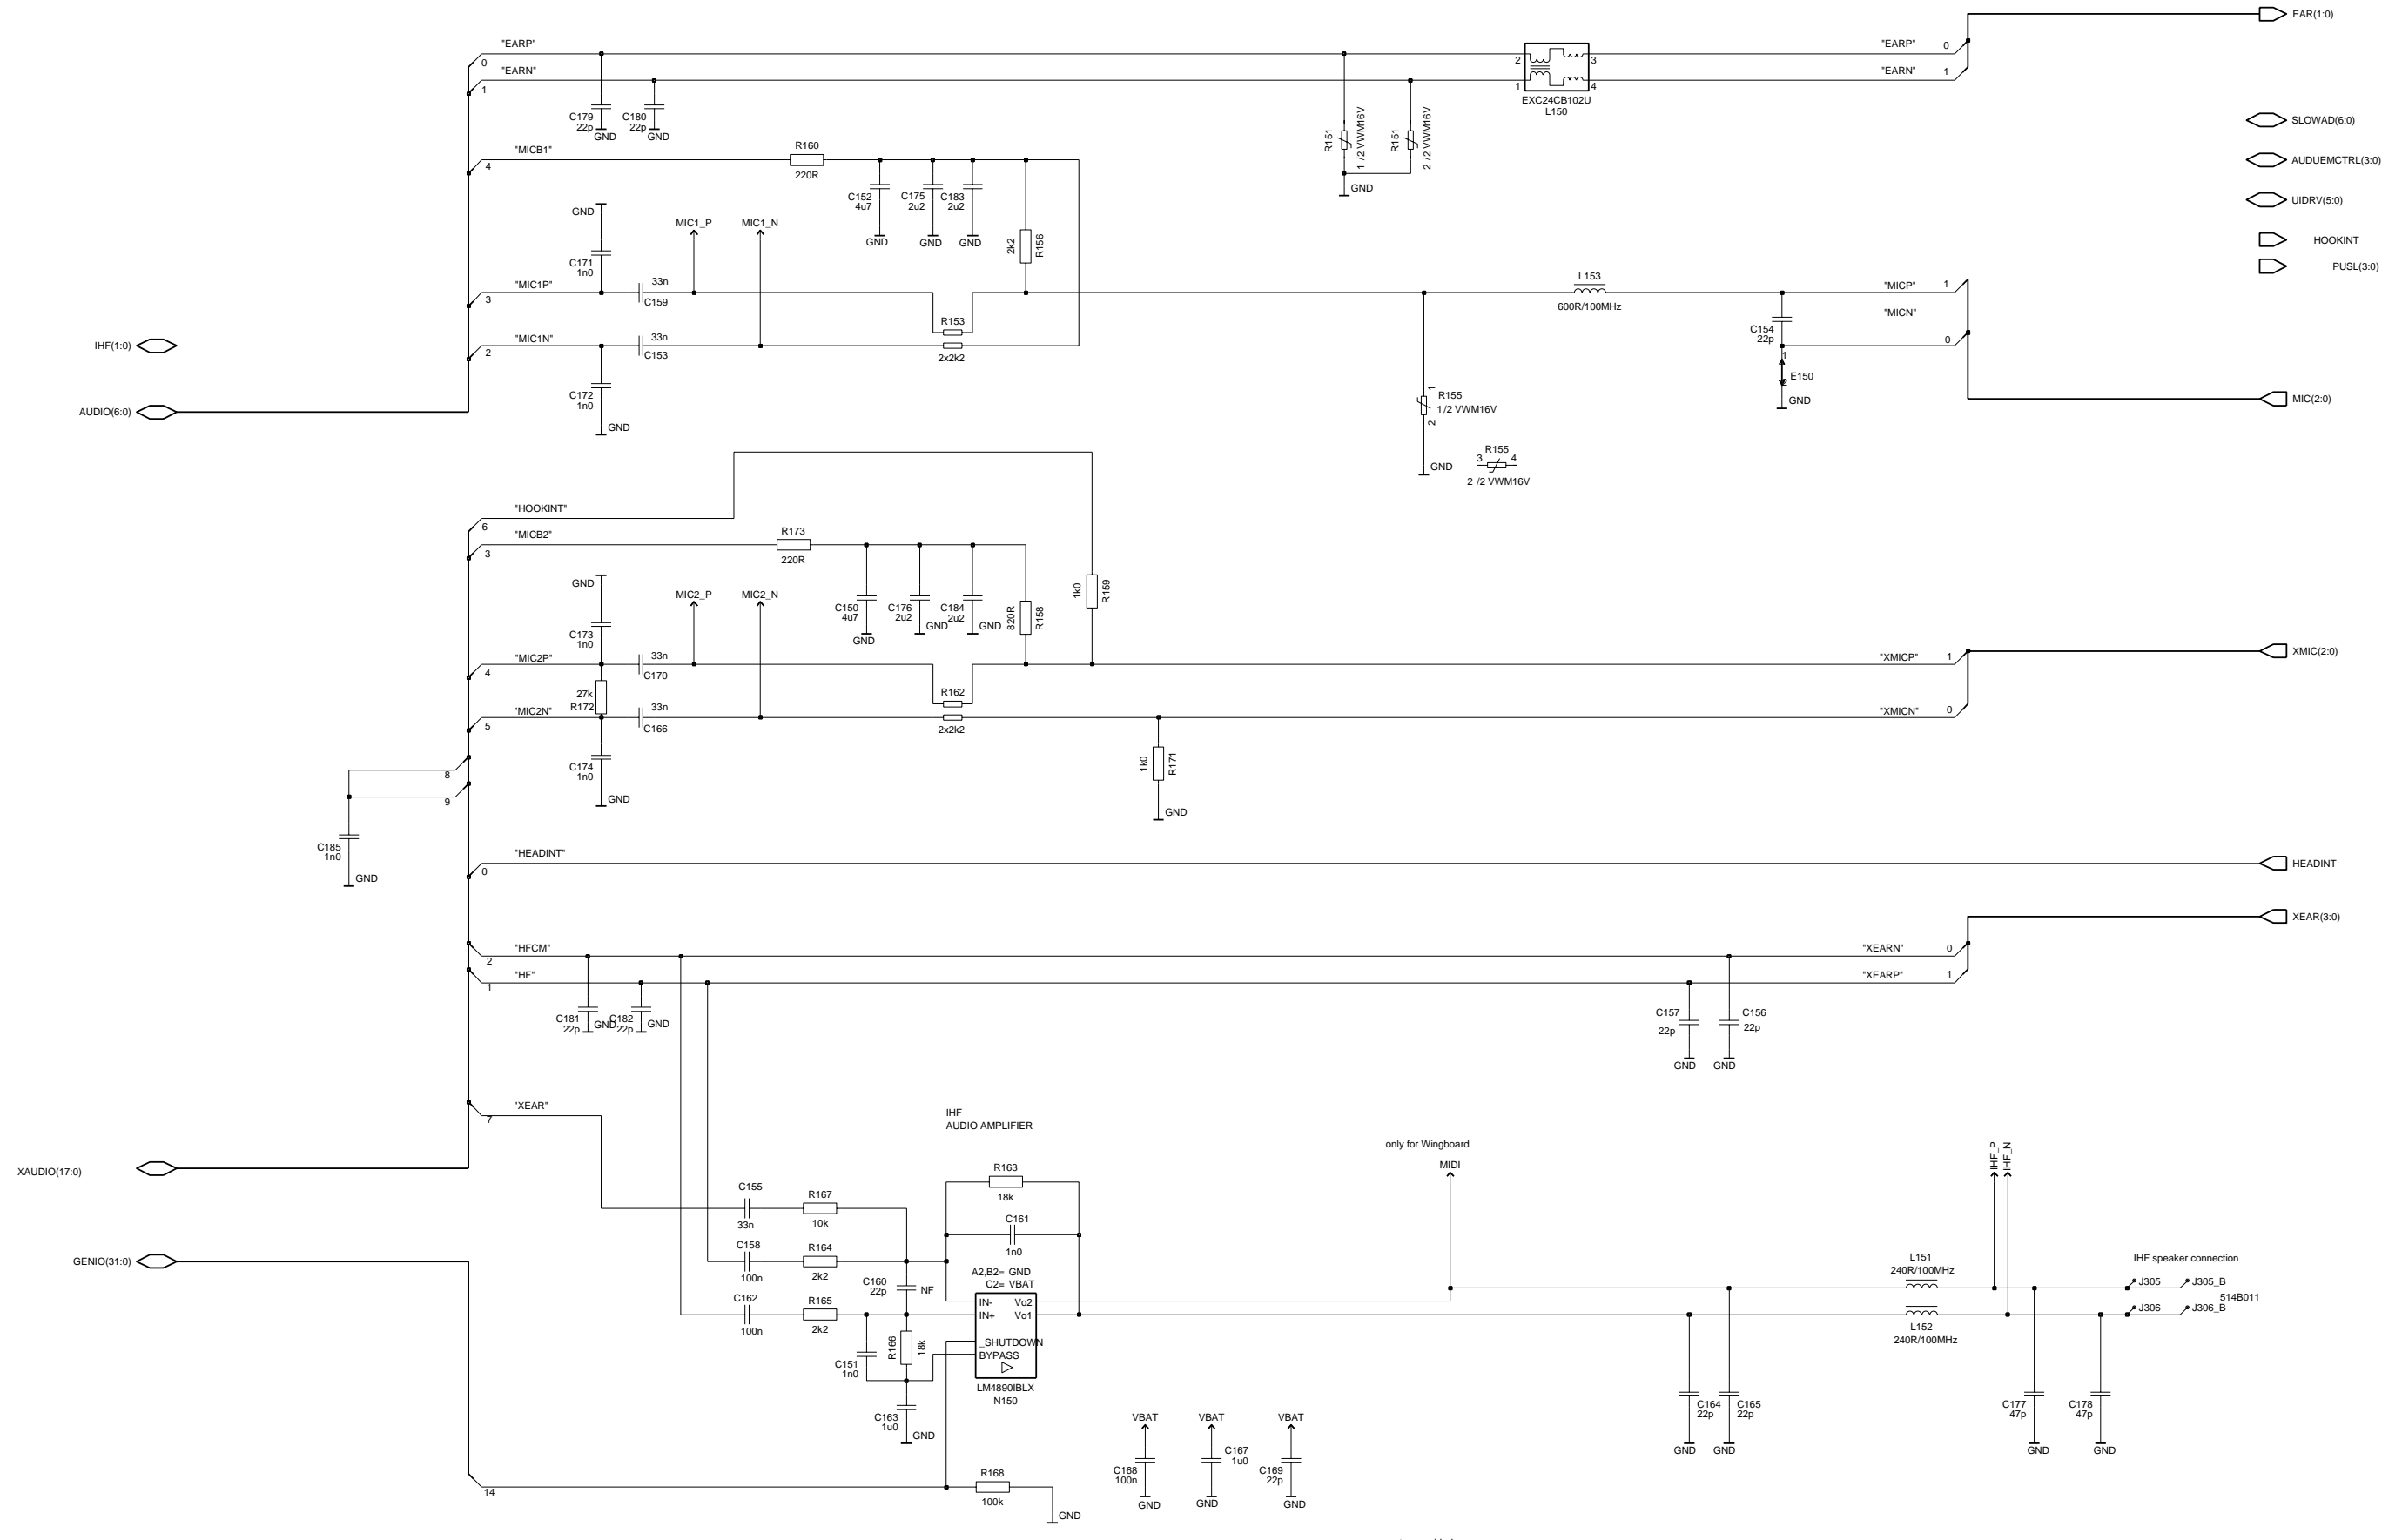 EAR(1:0)
"EARP"
0
"EARN"
1
2
3
1
4
EXC24CB102U
L150
"EARP"
0
"EARN"
1
C179
22p
GND
C180
22p
GND
R151
1 /2 VWM16V
R151
2 /2 VWM16V
GND
SLOWAD(6:0)
AUDUEMCTRL(3:0)
UIDRV(5:0)
HOOKINT
PUSL(3:0)
"MICB1"
4
R160
220R
C152
4u7
GND
C175
2u2
GND
C183
2u2
GND
2k2
R156
GND
C171
1n0
MIC1_P
MIC1_N
"MIC1P"
3
33n
C159
R153
2x2k2
"MIC1N"
2
33n
C153
C172
1n0
GND
L153
600R/100MHz
"MICP"
1
"MICN"
0
C154
22p
1
2
E150
GND
IHF(1:0)
AUDIO(6:0)
MIC(2:0)
1
R155
1 /2 VWM16V
2
GND
R155
3
4
2 /2 VWM16V
"HOOKINT"
6
"MICB2"
3
R173
220R
C150
4u7
GND
C176
2u2
GND
C184
2u2
GND
820R
R158
1k0
R159
GND
C173
1n0
MIC2_P
MIC2_N
"MIC2P"
4
33n
C170
27k
R172
R162
2x2k2
"MIC2N"
5
33n
C166
C174
1n0
GND
1k0
R171
GND
"XMICP"
1
"XMICN"
0
XMIC(2:0)
8
9
C185
1n0
GND
"HEADINT"
0
HEADINT
XEAR(3:0)
"HFCM"
2
"HF"
1
"XEARN"
0
"XEARP"
1
C181
22p
GND
C182
22p
GND
C157
22p
GND
C156
22p
GND
"XEAR"
7
IHF
AUDIO AMPLIFIER
only for Wingboard
MIDI
XAUDIO(17:0)
GENIO(31:0)
C155
33n
R167
10k
R163
18k
C161
1n0
C158
100n
R164
2k2
C160
22p
NF
A2,B2= GND
C2= VBAT
C162
100n
R165
2k2
IN-
Vo2
IN+
Vo1
_SHUTDOWN
BYPASS
LM4890IBLX
N150
C151
1n0
R166
18k
C163
1u0
GND
IHF_P
IHF_N
L151
240R/100MHz
IHF speaker connection
J305
J305_B
514B011
J306
J306_B
L152
240R/100MHz
C164
22p
GND
C165
22p
GND
C177
47p
GND
C178
47p
GND
VBAT
C168
100n
GND
VBAT
C167
1u0
GND
VBAT
C169
22p
GND
14
R168
100k
GND